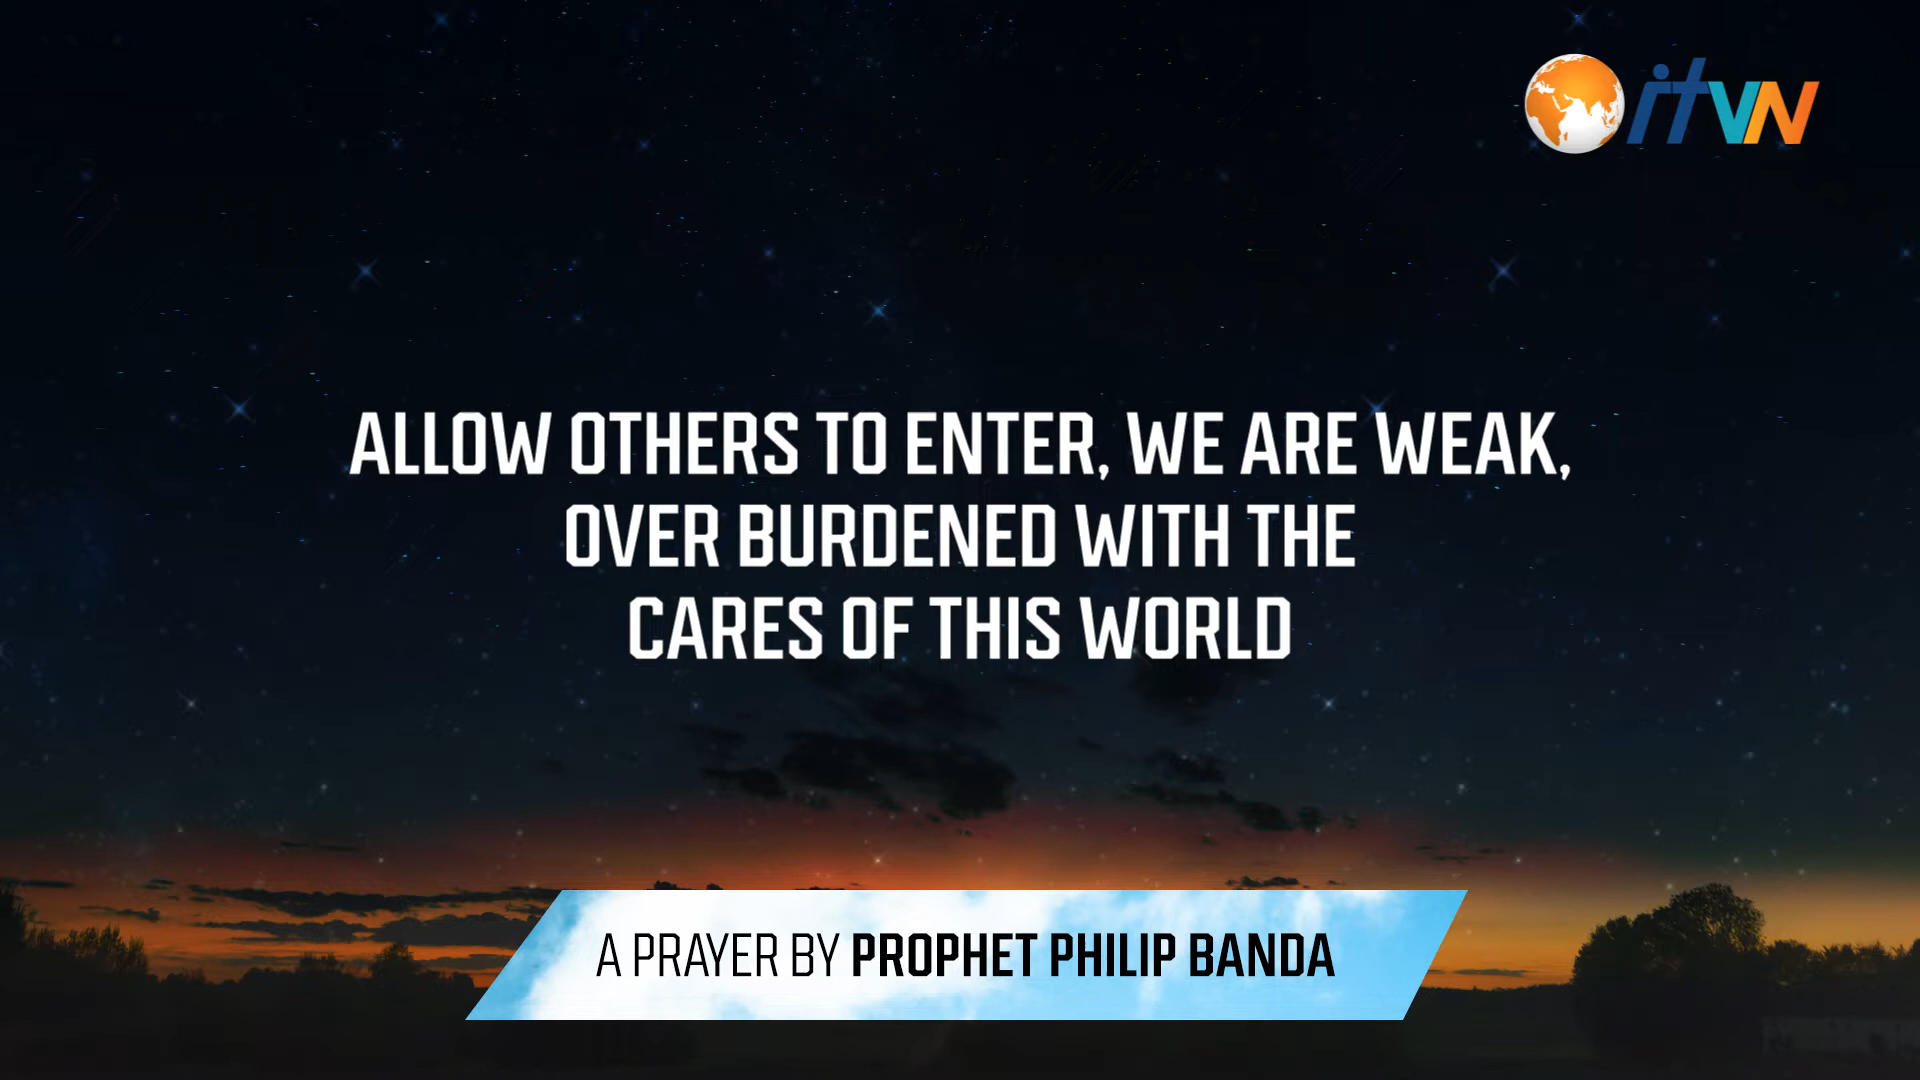 itVN
ALLOW OTHERS TO ENTER, WE ARE WEAK,
OVER BURDENED WITH THE
CARES OF THIS WORLD
A PRAYER BY PROPHET PHILIP BANDA